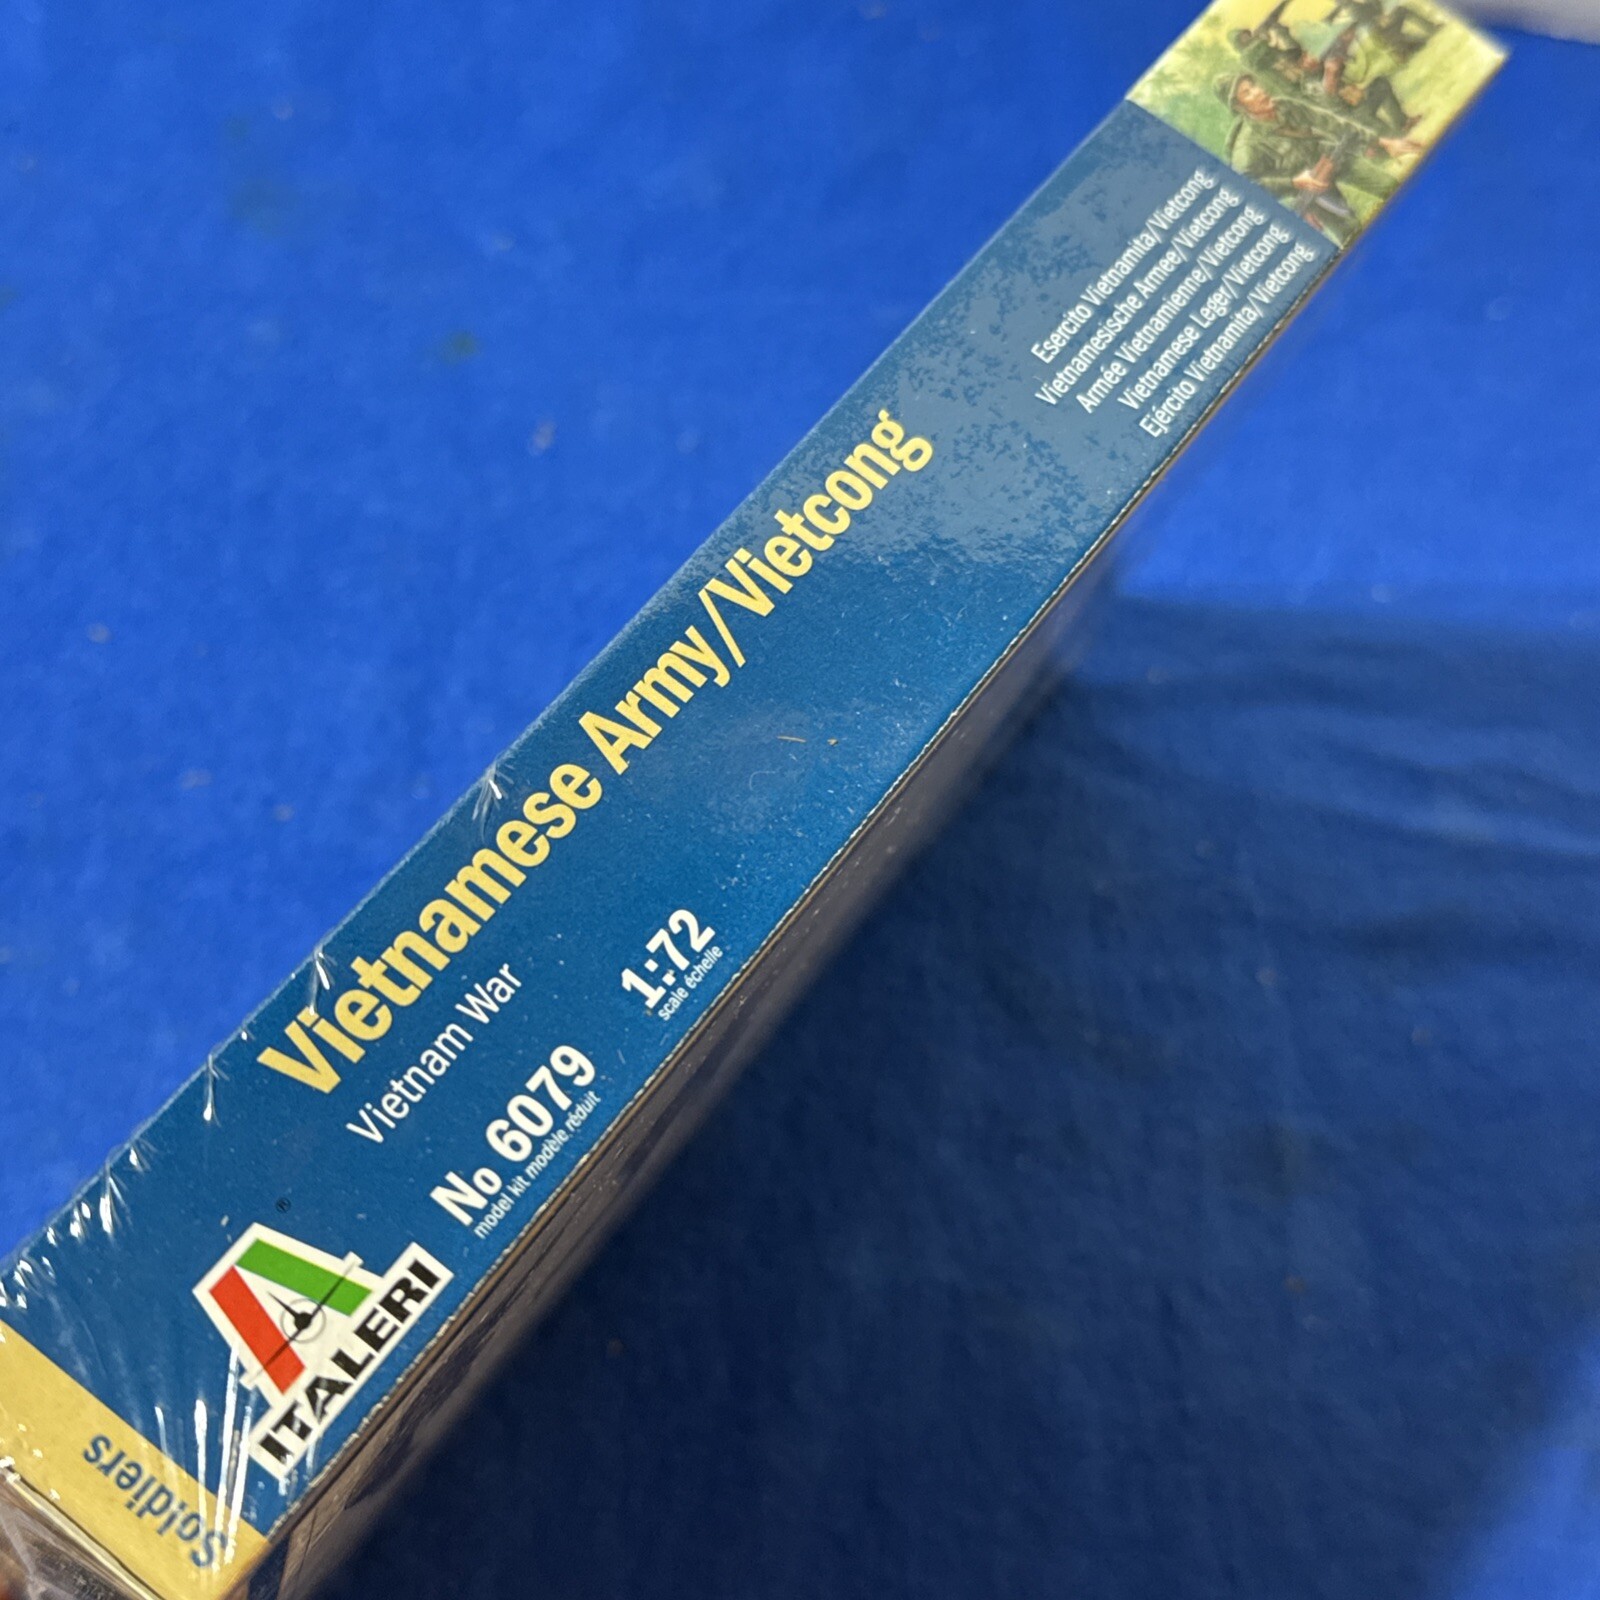 Vietnamese Army/Vietcong
Vietnam War
No 6079
model kit modèle réduit
1:72
scale échelle
Esercito Vietnamita/Vietcong
Vietnamesische Armee/Vietcong
Armée Vietnamienne/Vietcong
Vietnamese Leger/Vietcong
Ejército Vietnamita/Vietcong
®
ITALERI
Soldiers